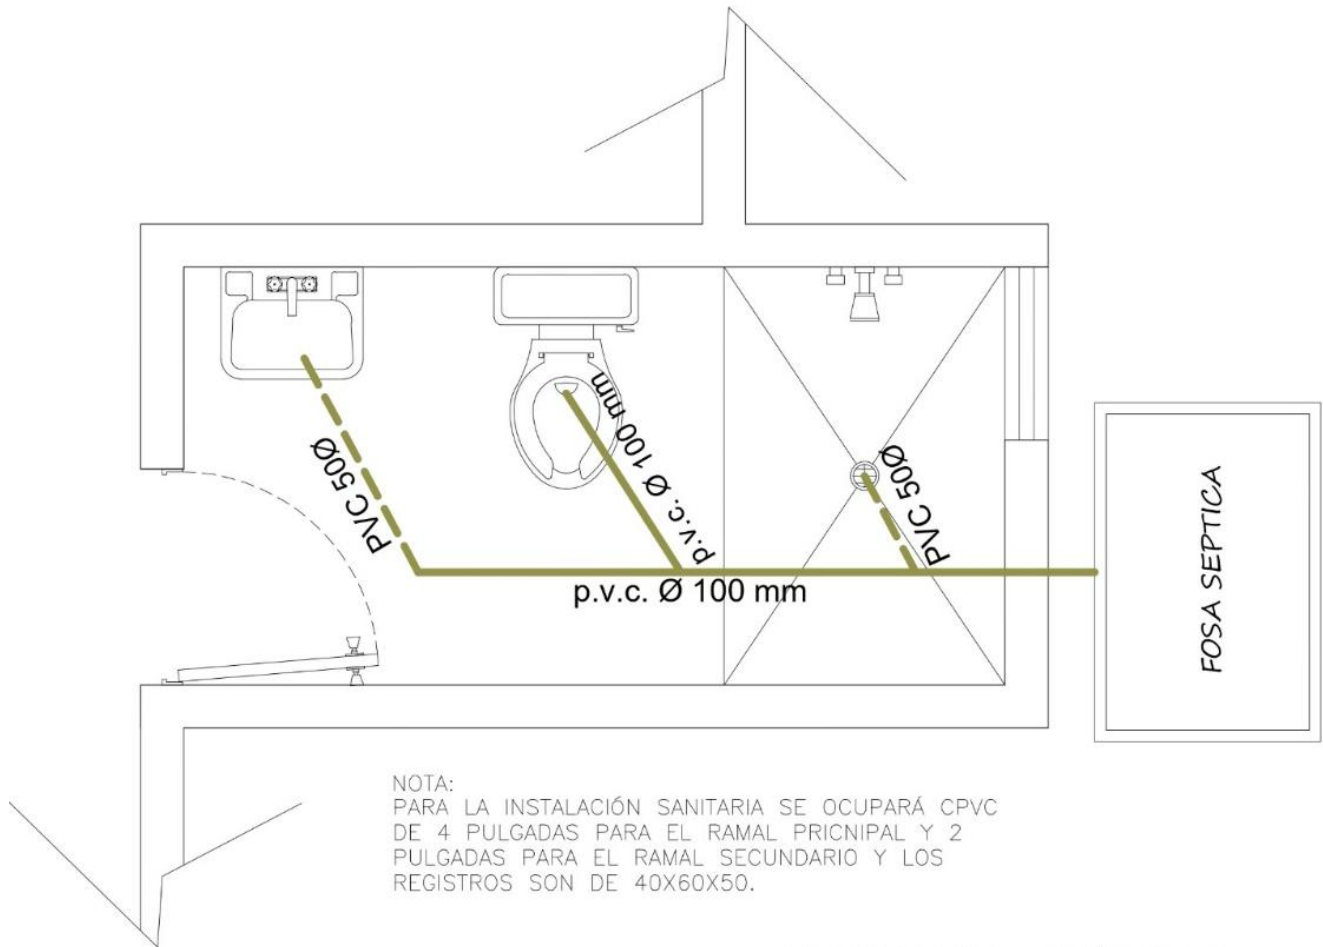 PVC 50Ø
p.v.c. Ø 100 mm
PVC 50Ø
p.v.c. Ø 100 mm
FOSA SEPTICA
NOTA:
PARA LA INSTALACIÓN SANITARIA SE OCUPARÁ CPVC
DE 4 PULGADAS PARA EL RAMAL PRICNIPAL Y 2
PULGADAS PARA EL RAMAL SECUNDARIO Y LOS
REGISTROS SON DE 40X60X50.